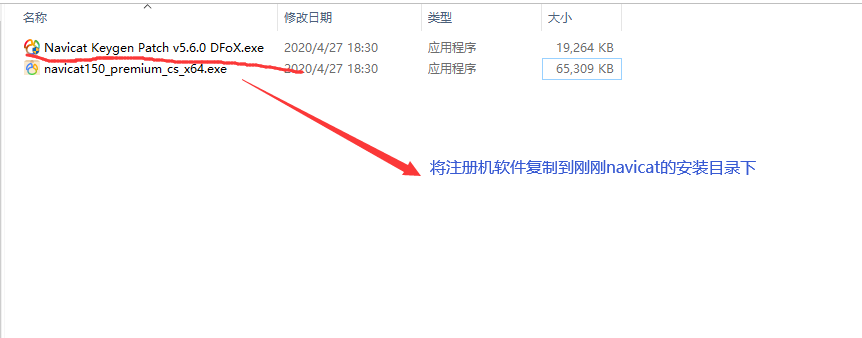 名称 修改日期 类型 大小
Navicat Keygen Patch v5.6.0 DFoX.exe 2020/4/27 18:30 应用程序 19,264 KB
navicat150_premium_cs_x64.exe 2020/4/27 18:30 应用程序 65,309 KB
将注册机软件复制到刚刚navicat的安装目录下